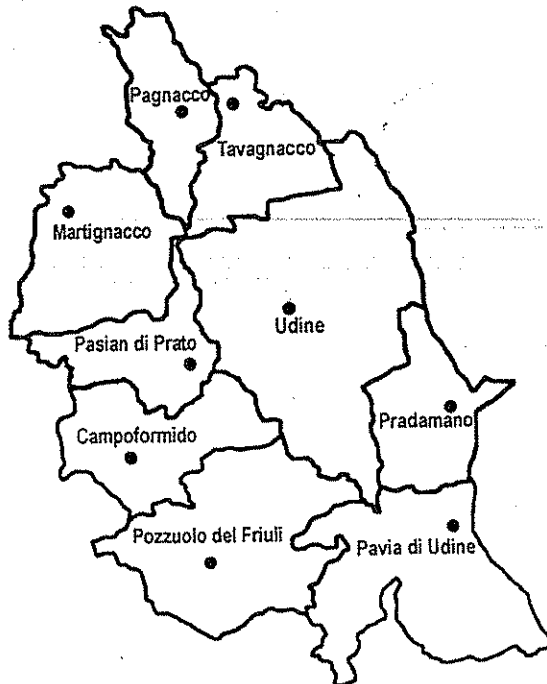 Pagnacco
Tavagnacco
Martignacco
Udine
Pasian di Prato
Pradamano
Campoformido
Pozzuolo del Friuli
Pavia di Udine